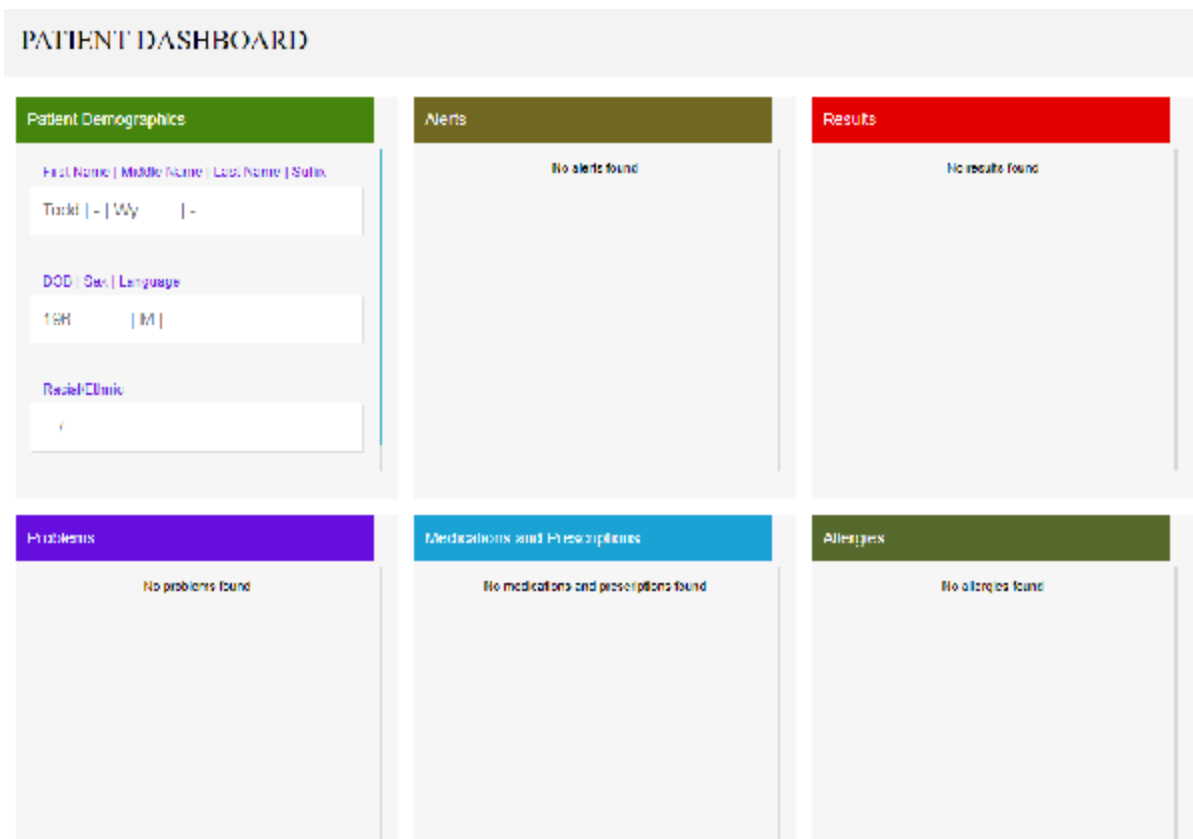 PATIENT DASHBOARD
Patient Demographics
First Name | Middle Name | Last Name | Suffix
Todd | - | Wy | -
DOB | Sex | Language
196 | M |
Racial/Ethnic
/
Alerts
No alerts found
Results
No results found
Problems
No problems found
Medications and Prescriptions
No medications and prescriptions found
Allergies
No allergies found